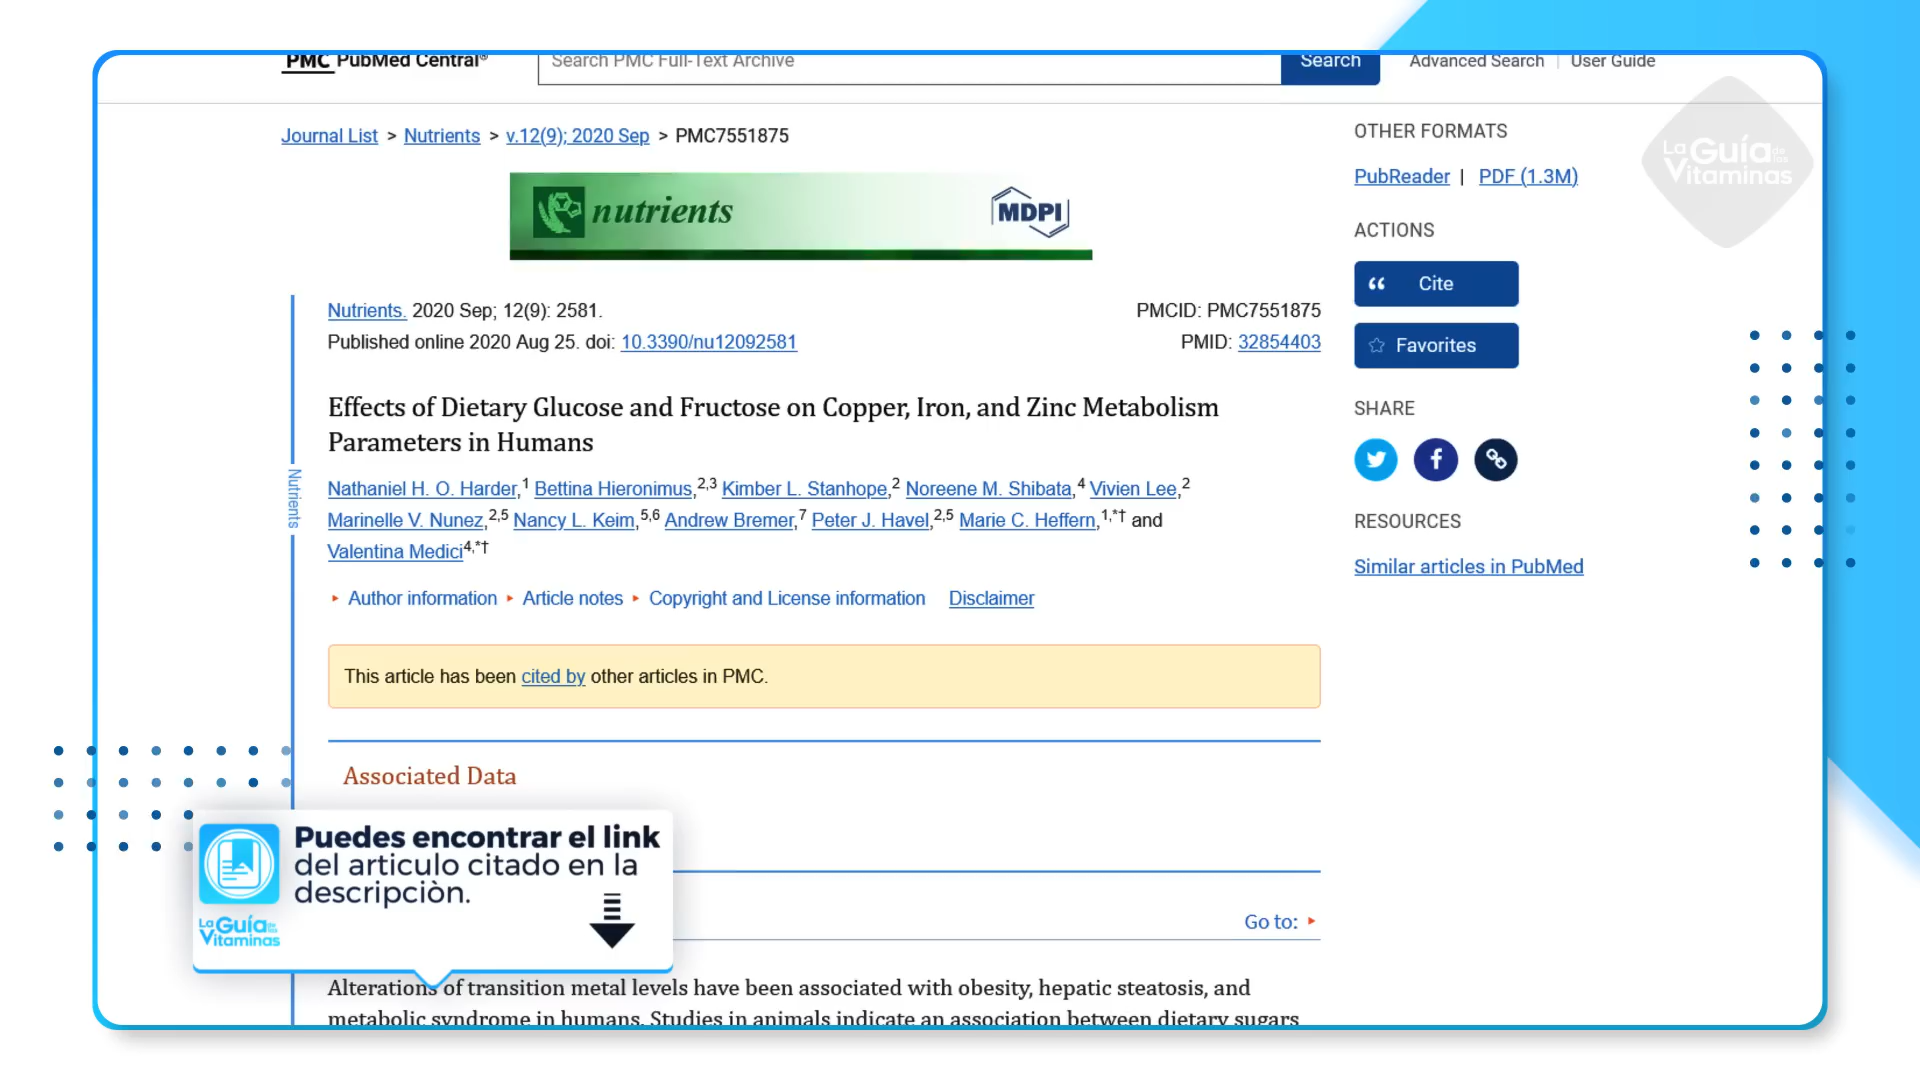 PMC PubMed Central®
Search PMC Full-Text Archive
Search
Advanced Search
User Guide
Journal List > Nutrients > v.12(9); 2020 Sep > PMC7551875
nutrients
MDPI
Nutrients. 2020 Sep; 12(9): 2581.
PMCID: PMC7551875
Published online 2020 Aug 25. doi: 10.3390/nu12092581
PMID: 32854403
Effects of Dietary Glucose and Fructose on Copper, Iron, and Zinc Metabolism
Parameters in Humans
Nathaniel H. O. Harder,1 Bettina Hieronimus,2,3 Kimber L. Stanhope,2 Noreene M. Shibata,4 Vivien Lee,2
Marinelle V. Nunez,2,5 Nancy L. Keim,5,6 Andrew Bremer,7 Peter J. Havel,2,5 Marie C. Heffern,1,*† and
Valentina Medici4,*†
Author information
Article notes
Copyright and License information
Disclaimer
This article has been cited by other articles in PMC.
Associated Data
Go to:
Alterations of transition metal levels have been associated with obesity, hepatic steatosis, and
metabolic syndrome in humans. Studies in animals indicate an association between dietary sugars
Nutrients
OTHER FORMATS
PubReader | PDF (1.3M)
ACTIONS
Cite
Favorites
SHARE
RESOURCES
Similar articles in PubMed
La Guía de las
Vitaminas
Puedes encontrar el link
del articulo citado en la
descripciòn.
La Guía de las
Vitaminas